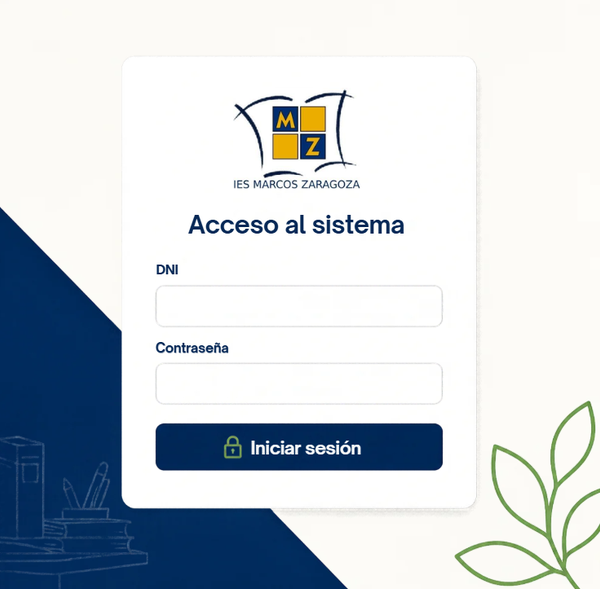 M
Z
IES MARCOS ZARAGOZA
Acceso al sistema
DNI
Contraseña
Iniciar sesión